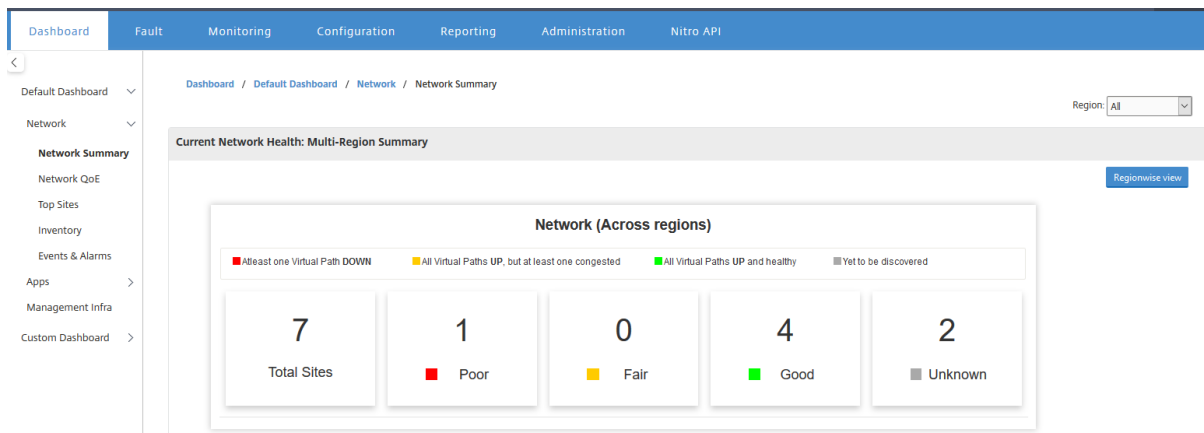 Dashboard Fault Monitoring Configuration Reporting Administration Nitro API
Default Dashboard
Network
Network Summary
Network QoE
Top Sites
Inventory
Events & Alarms
Apps
Management Infra
Custom Dashboard
Dashboard / Default Dashboard / Network / Network Summary
Region: All
Current Network Health: Multi-Region Summary
Regionwise view
Network (Across regions)
Atleast one Virtual Path DOWN All Virtual Paths UP, but at least one congested All Virtual Paths UP and healthy Yet to be discovered
7 1 0 4 2
Total Sites Poor Fair Good Unknown